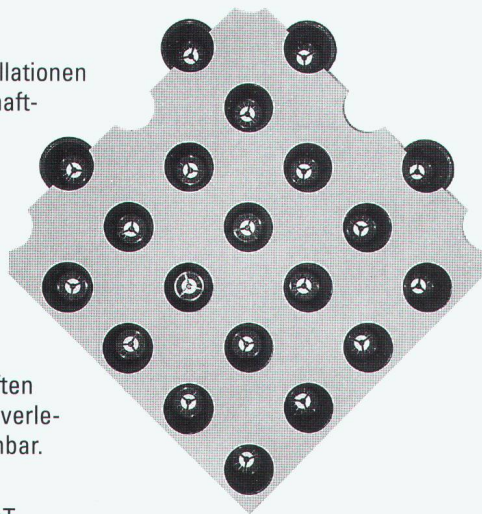 llationen
haft-
ften
verle-
nbar.